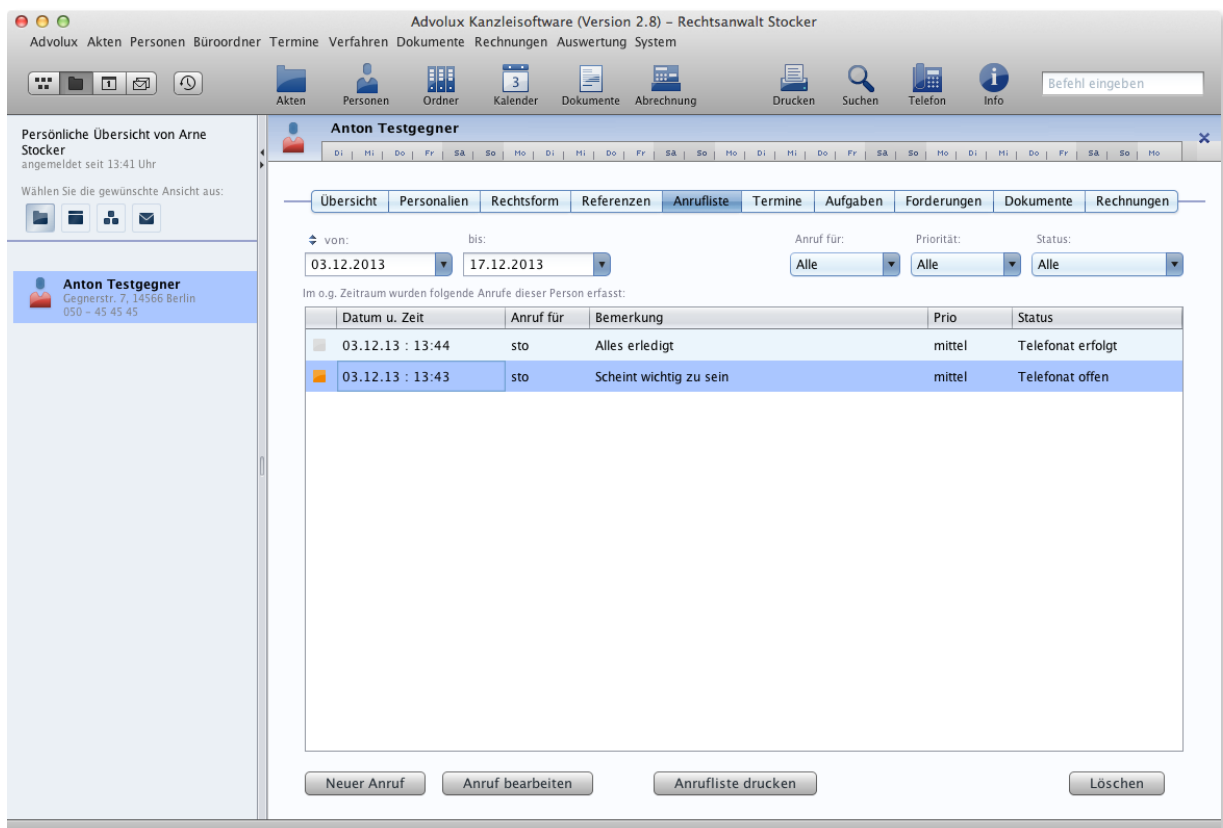 Advolux Kanzleisoftware (Version 2.8) – Rechtsanwalt Stocker
Advolux Akten Personen Büroordner Termine Verfahren Dokumente Rechnungen Auswertung System
1
3
Akten Personen Ordner Kalender Dokumente Abrechnung Drucken Suchen Telefon Info
Befehl eingeben
Persönliche Übersicht von Arne
Stocker
angemeldet seit 13:41 Uhr
Wählen Sie die gewünschte Ansicht aus:
Anton Testgegner
Gegnerstr. 7, 14566 Berlin
050 – 45 45 45
Anton Testgegner
Di Mi Do Fr Sa So Mo Di Mi Do Fr Sa So Mo Di Mi Do Fr Sa So Mo Di Mi Do Fr Sa So Mo
Übersicht Personalien Rechtsform Referenzen Anrufliste Termine Aufgaben Forderungen Dokumente Rechnungen
von: bis: Anruf für: Priorität: Status:
03.12.2013 17.12.2013 Alle Alle Alle
Im o.g. Zeitraum wurden folgende Anrufe dieser Person erfasst:
Datum u. Zeit Anruf für Bemerkung Prio Status
03.12.13 : 13:44 sto Alles erledigt mittel Telefonat erfolgt
03.12.13 : 13:43 sto Scheint wichtig zu sein mittel Telefonat offen
Neuer Anruf Anruf bearbeiten Anrufliste drucken Löschen